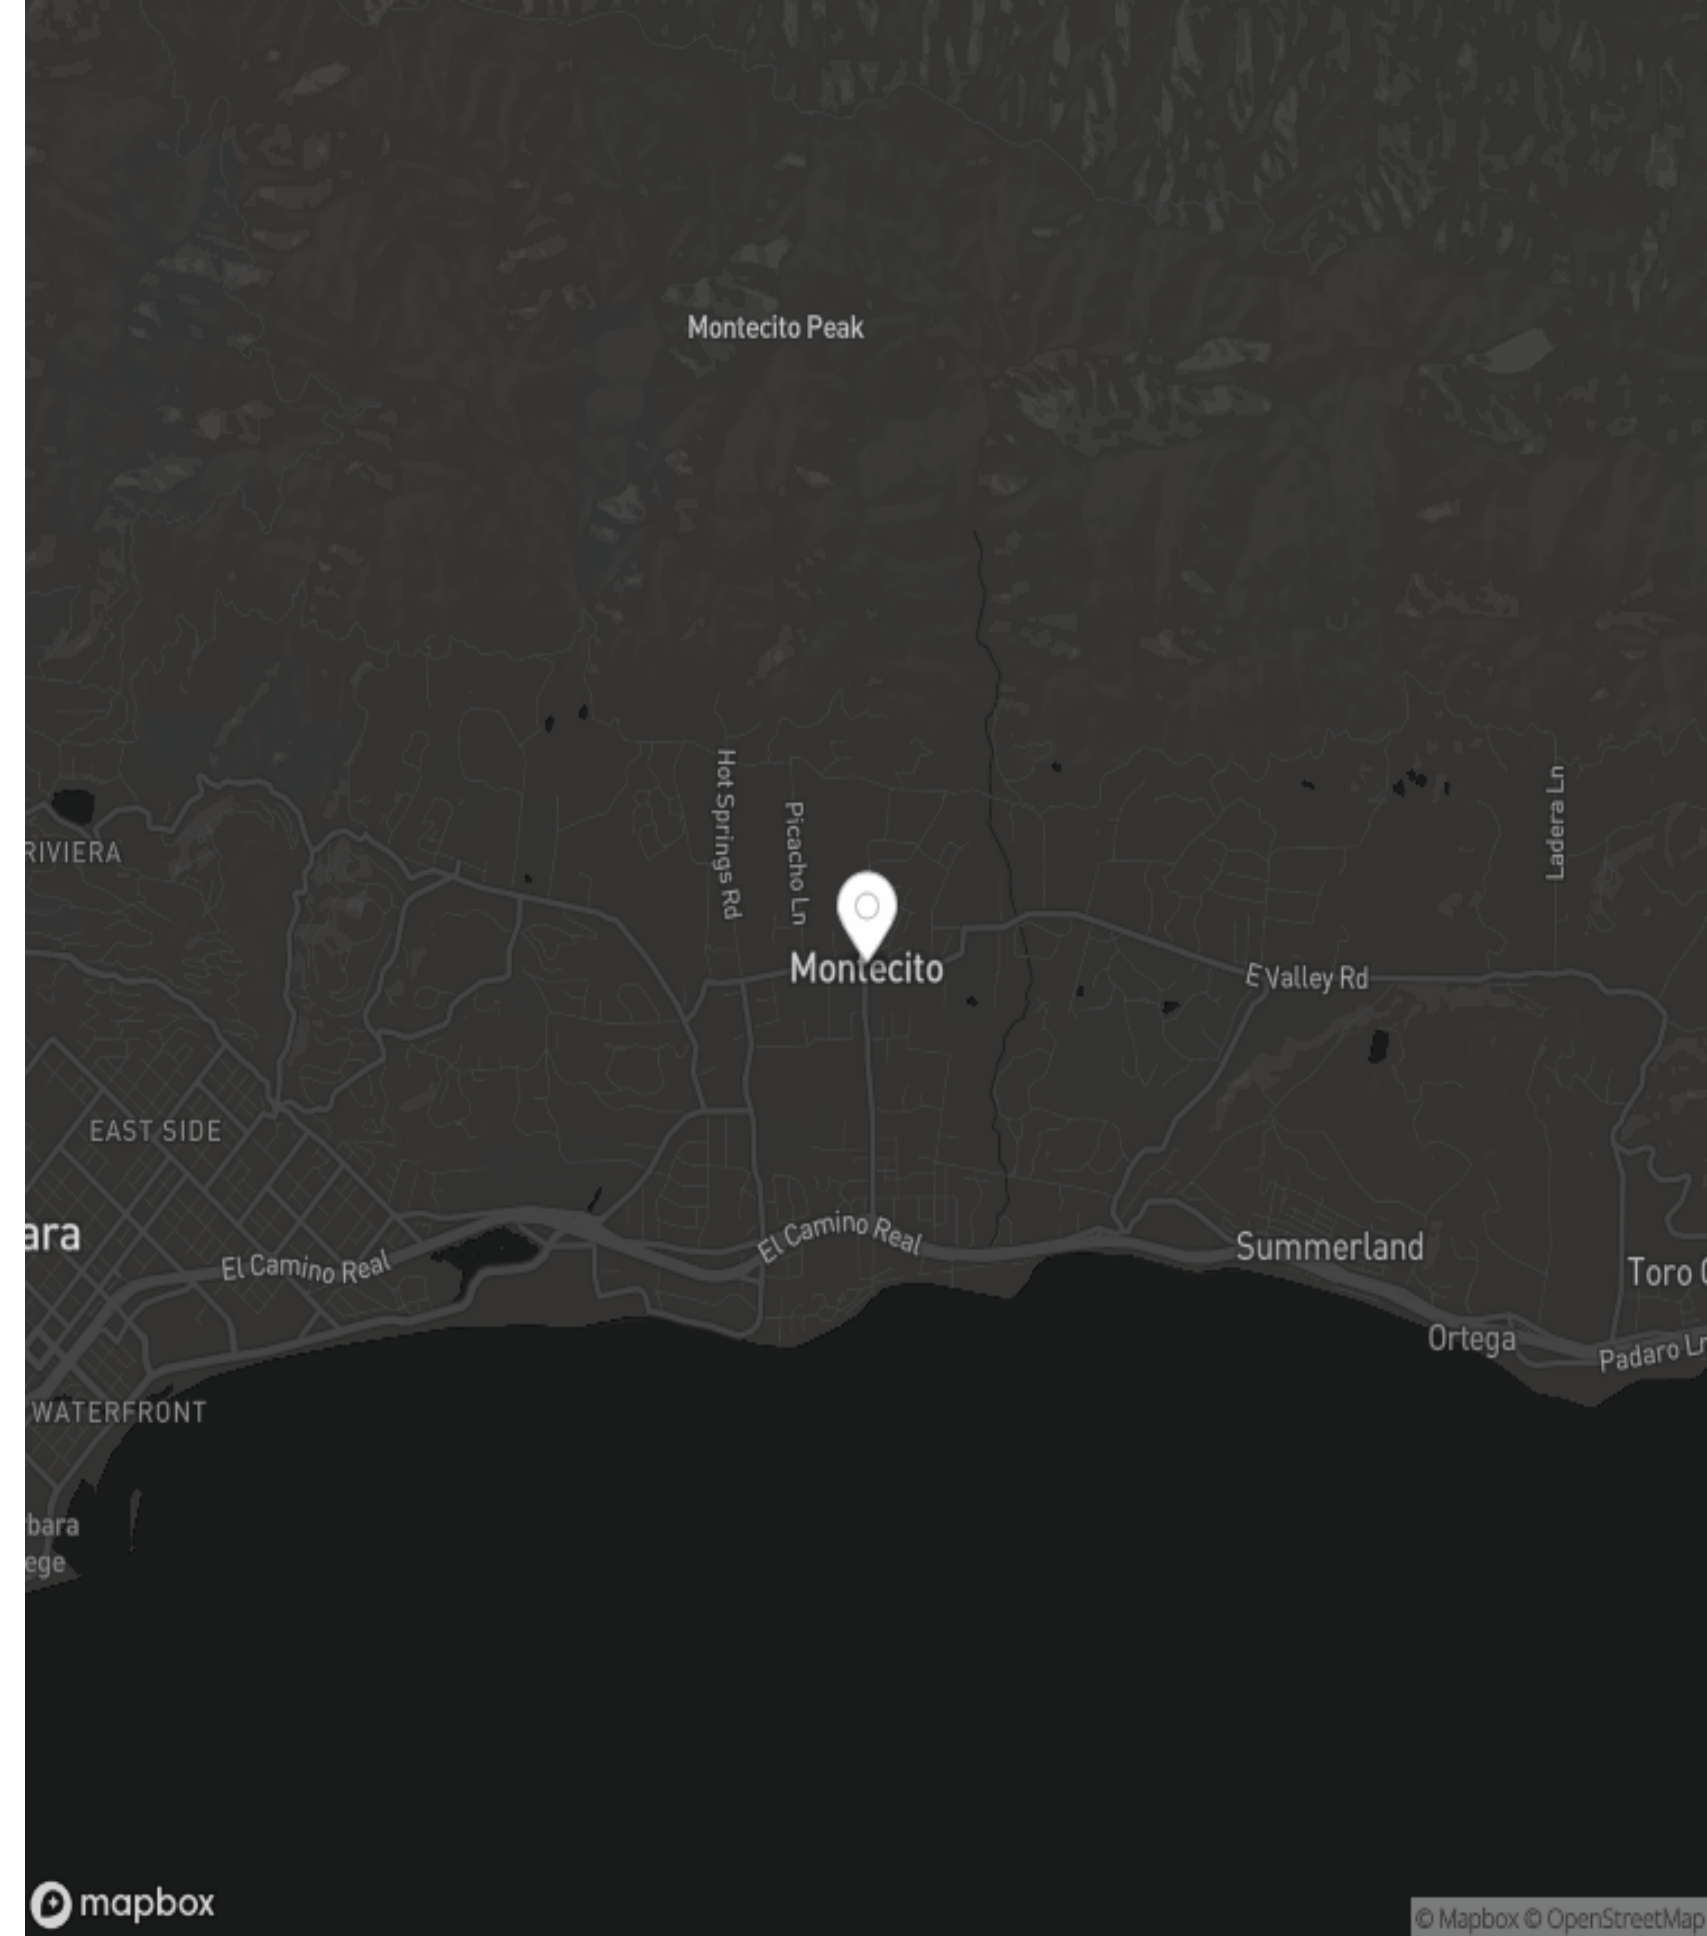 Montecito Peak
Hot Springs Rd
Picacho Ln
Ladera Ln
RIVIERA
Montecito
E Valley Rd
EAST SIDE
ara
El Camino Real
El Camino Real
Summerland
Toro
Ortega
Padaro Ln
WATERFRONT
bara
ege
mapbox
© Mapbox © OpenStreetMap